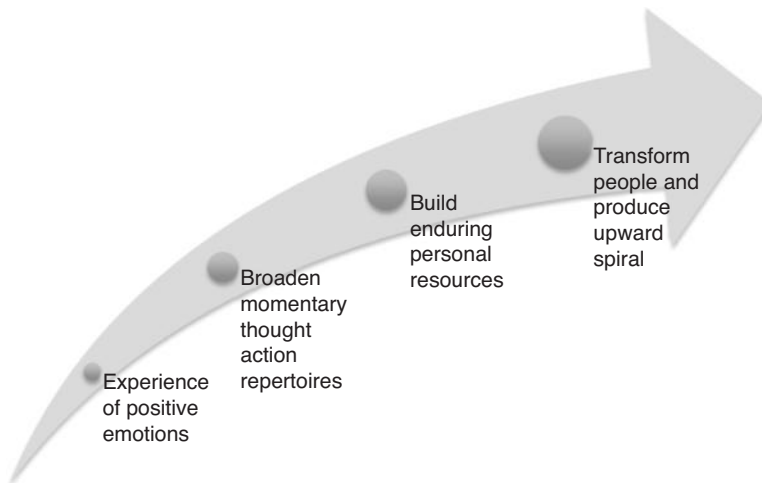 Experience
of positive
emotions
Broaden
momentary
thought
action
repertoires
Build
enduring
personal
resources
Transform
people and
produce
upward
spiral